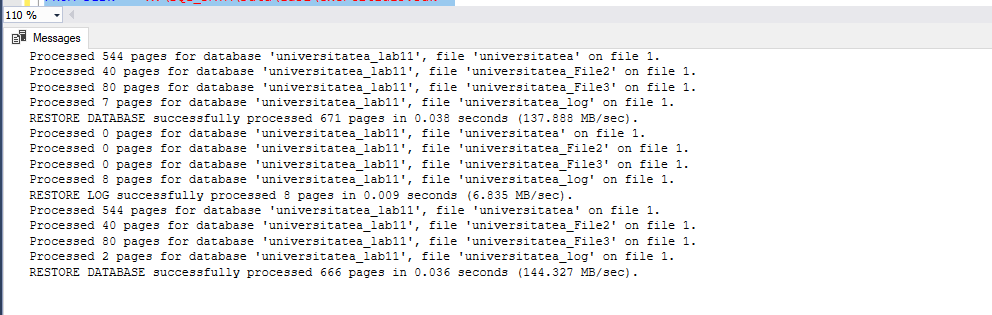 110 %
Messages
Processed 544 pages for database 'universitatea_lab11', file 'universitatea' on file 1.
Processed 40 pages for database 'universitatea_lab11', file 'universitatea_File2' on file 1.
Processed 80 pages for database 'universitatea_lab11', file 'universitatea_File3' on file 1.
Processed 7 pages for database 'universitatea_lab11', file 'universitatea_log' on file 1.
RESTORE DATABASE successfully processed 671 pages in 0.038 seconds (137.888 MB/sec).
Processed 0 pages for database 'universitatea_lab11', file 'universitatea' on file 1.
Processed 0 pages for database 'universitatea_lab11', file 'universitatea_File2' on file 1.
Processed 0 pages for database 'universitatea_lab11', file 'universitatea_File3' on file 1.
Processed 8 pages for database 'universitatea_lab11', file 'universitatea_log' on file 1.
RESTORE LOG successfully processed 8 pages in 0.009 seconds (6.835 MB/sec).
Processed 544 pages for database 'universitatea_lab11', file 'universitatea' on file 1.
Processed 40 pages for database 'universitatea_lab11', file 'universitatea_File2' on file 1.
Processed 80 pages for database 'universitatea_lab11', file 'universitatea_File3' on file 1.
Processed 2 pages for database 'universitatea_lab11', file 'universitatea_log' on file 1.
RESTORE DATABASE successfully processed 666 pages in 0.036 seconds (144.327 MB/sec).